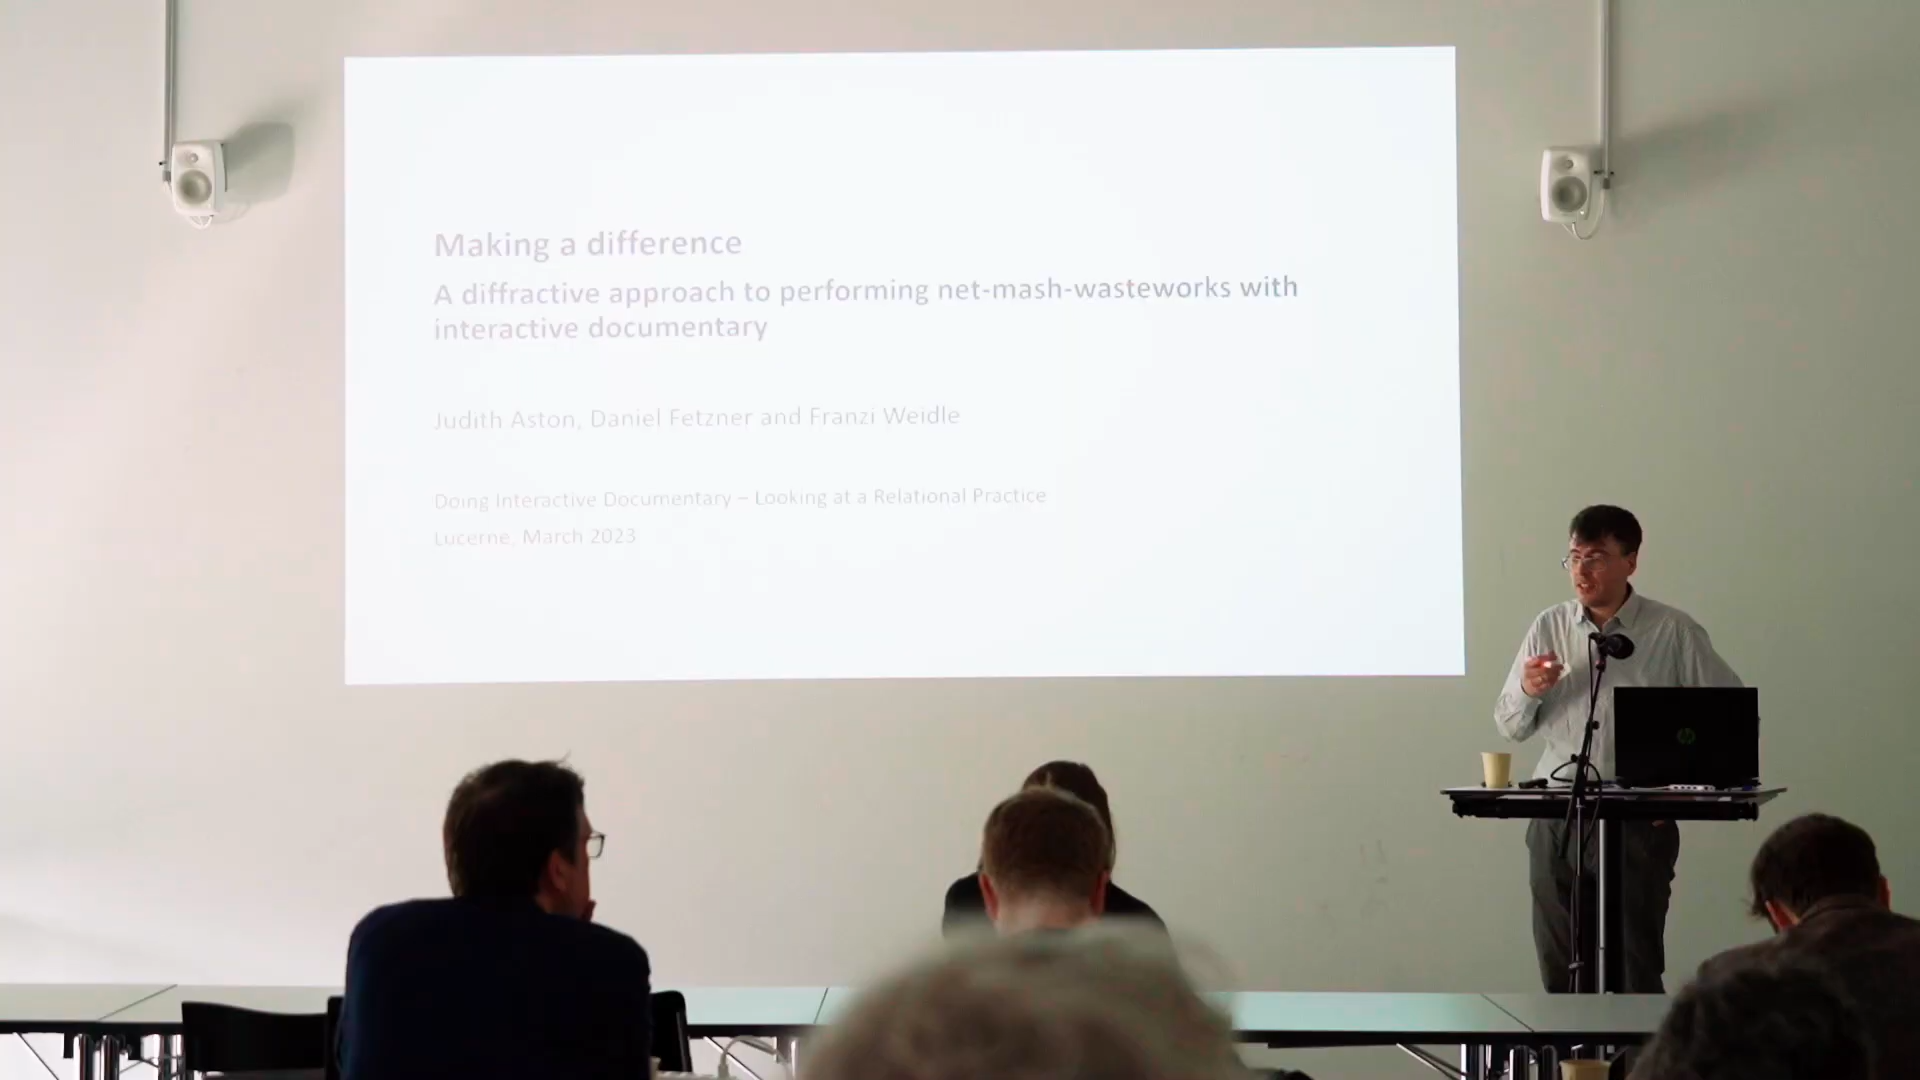 Making a difference
A diffractive approach to performing net-mash-wasteworks with
interactive documentary
Judith Aston, Daniel Fetzner and Franzi Weidle
Doing Interactive Documentary – Looking at a Relational Practice
Lucerne, March 2023
hp